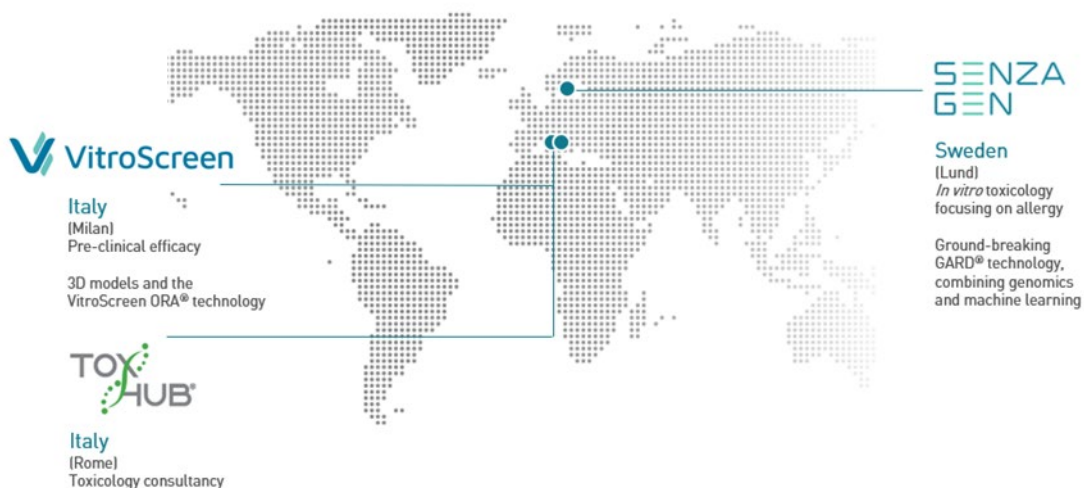 VitroScreen
Italy
(Milan)
Pre-clinical efficacy
3D models and the
VitroScreen ORA® technology
TOX
HUB®
Italy
(Rome)
Toxicology consultancy
SENZA
GEN
Sweden
(Lund)
In vitro toxicology
focusing on allergy
Ground-breaking
GARD® technology,
combining genomics
and machine learning